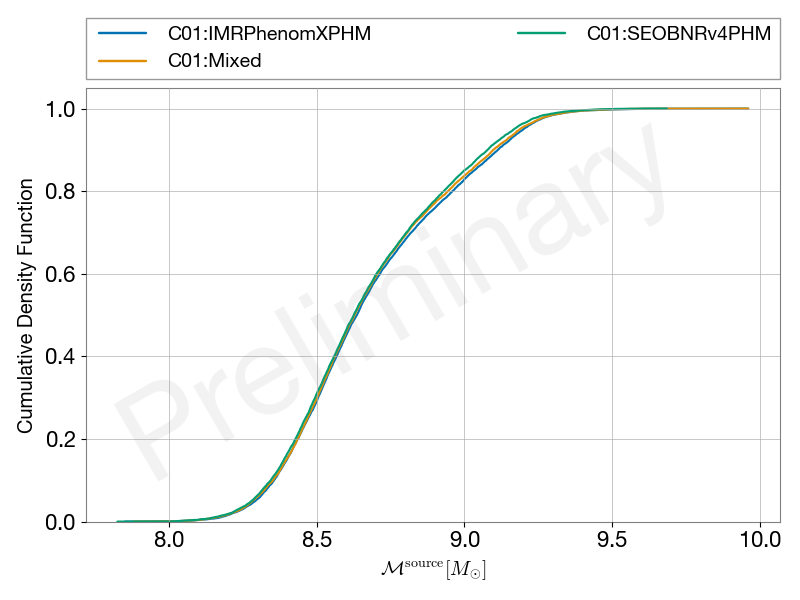 C01:IMRPhenomXPHM
C01:Mixed
C01:SEOBNRv4PHM
Preliminary
Cumulative Density Function
1.0
0.8
0.6
0.4
0.2
0.0
8.0 8.5 9.0 9.5 10.0
ℳ^source[M_⊙]